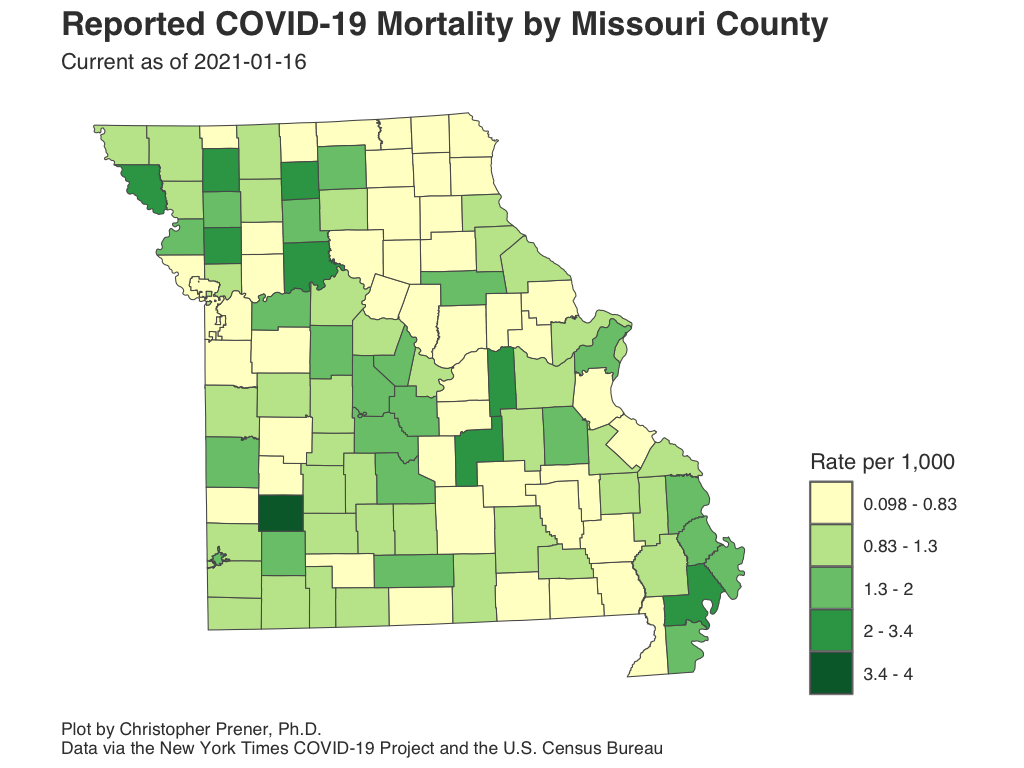 Reported COVID-19 Mortality by Missouri County
Current as of 2021-01-16
Rate per 1,000
0.098 - 0.83
0.83 - 1.3
1.3 - 2
2 - 3.4
3.4 - 4
Plot by Christopher Prener, Ph.D.
Data via the New York Times COVID-19 Project and the U.S. Census Bureau